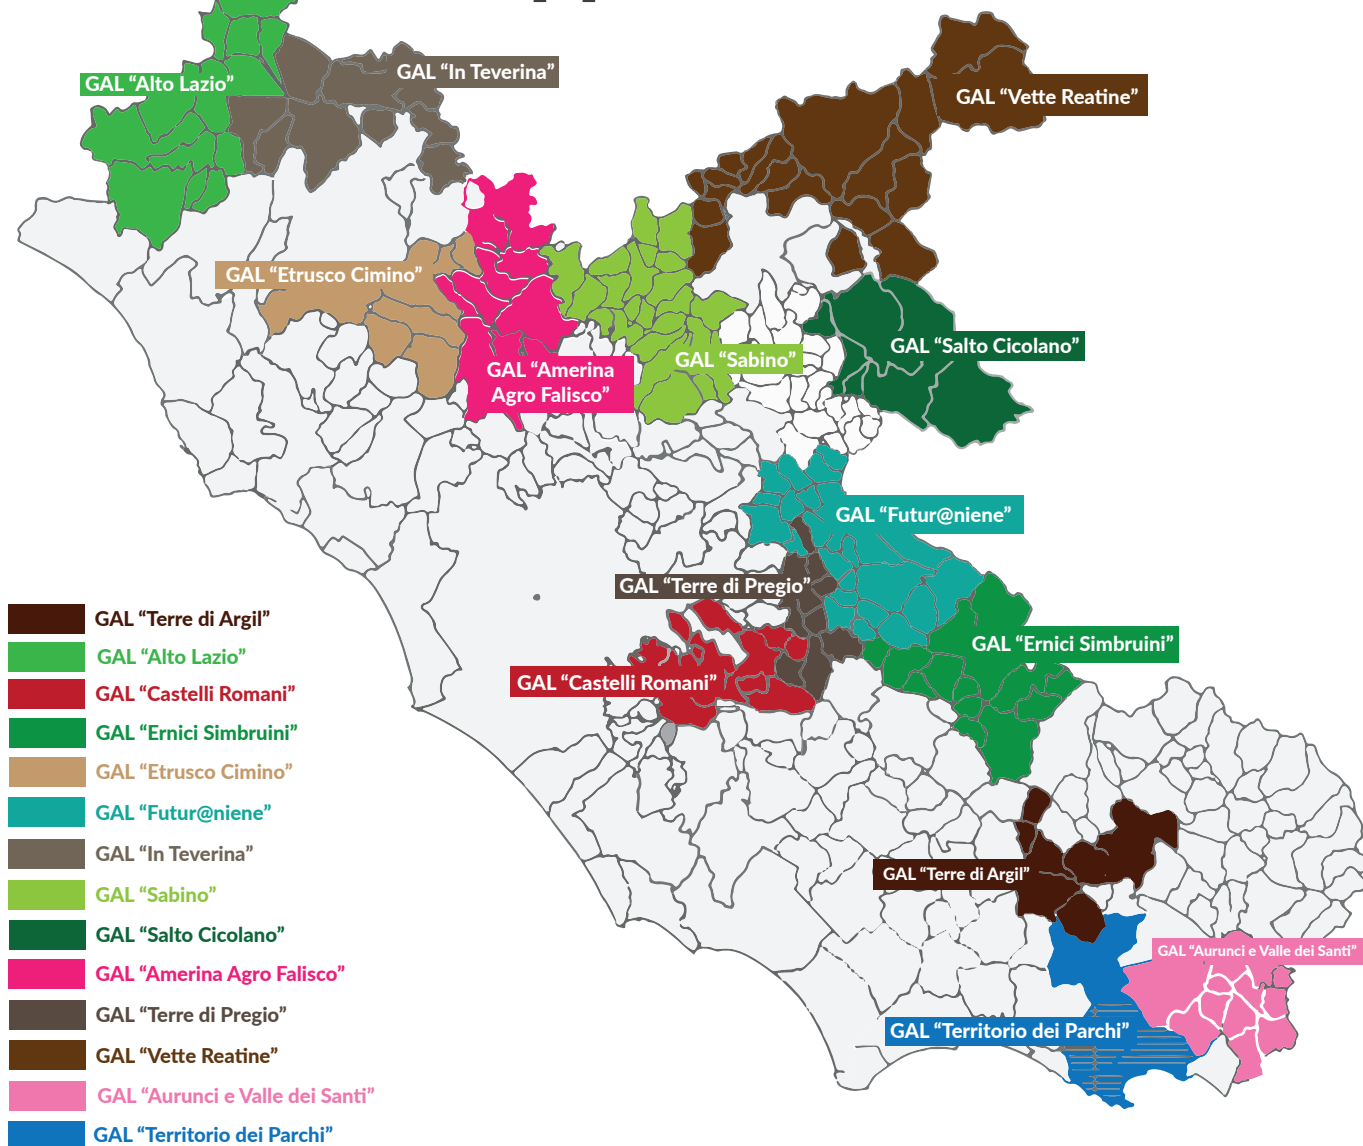 GAL “Alto Lazio”
GAL “In Teverina”
GAL “Vette Reatine”
GAL “Etrusco Cimino”
GAL “Salto Cicolano”
GAL “Sabino”
GAL “Amerina
Agro Falisco”
GAL “Futur@niene”
GAL “Terre di Pregio”
GAL “Ernici Simbruini”
GAL “Castelli Romani”
GAL “Terre di Argil”
GAL “Aurunci e Valle dei Santi”
GAL “Territorio dei Parchi”
GAL “Terre di Argil”
GAL “Alto Lazio”
GAL “Castelli Romani”
GAL “Ernici Simbruini”
GAL “Etrusco Cimino”
GAL “Futur@niene”
GAL “In Teverina”
GAL “Sabino”
GAL “Salto Cicolano”
GAL “Amerina Agro Falisco”
GAL “Terre di Pregio”
GAL “Vette Reatine”
GAL “Aurunci e Valle dei Santi”
GAL “Territorio dei Parchi”